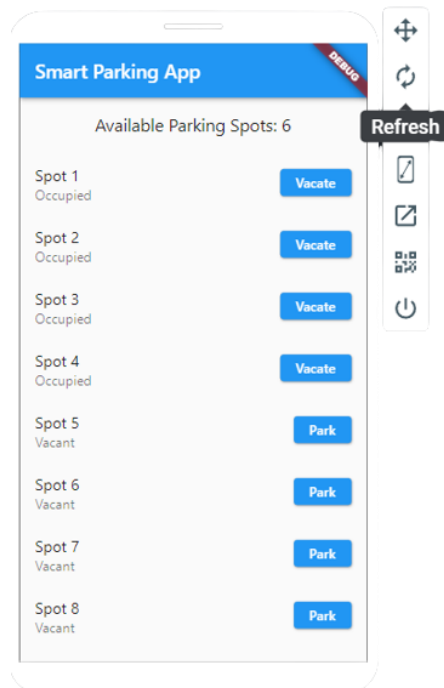 DEBUG
Smart Parking App
Available Parking Spots: 6
Refresh
Spot 1
Occupied
Vacate
Spot 2
Occupied
Vacate
Spot 3
Occupied
Vacate
Spot 4
Occupied
Vacate
Spot 5
Vacant
Park
Spot 6
Vacant
Park
Spot 7
Vacant
Park
Spot 8
Vacant
Park